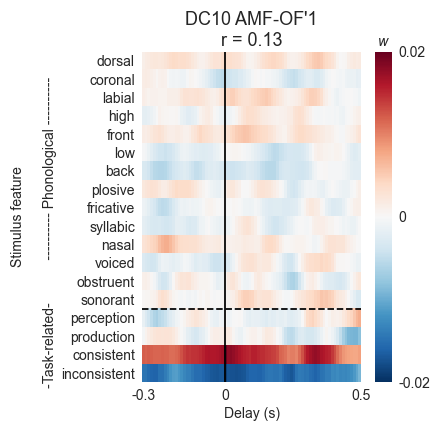 DC10 AMF-OF'1
r = 0.13
w
Stimulus feature
---------- Phonological ----------
-Task-related-
dorsal
coronal
labial
high
front
low
back
plosive
fricative
syllabic
nasal
voiced
obstruent
sonorant
perception
production
consistent
inconsistent
0.02
0
-0.02
-0.3 0 0.5
Delay (s)